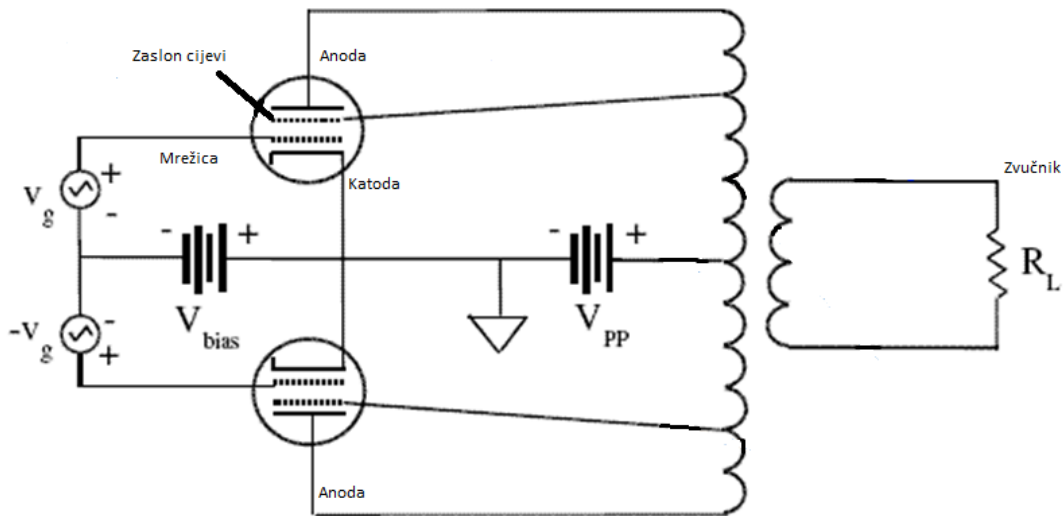 Anoda
Zaslon cijevi
Mrežica
Katoda
Zvučnik
V g
+
-
- +
V bias
- +
V PP
R L
-V g
-
+
Anoda